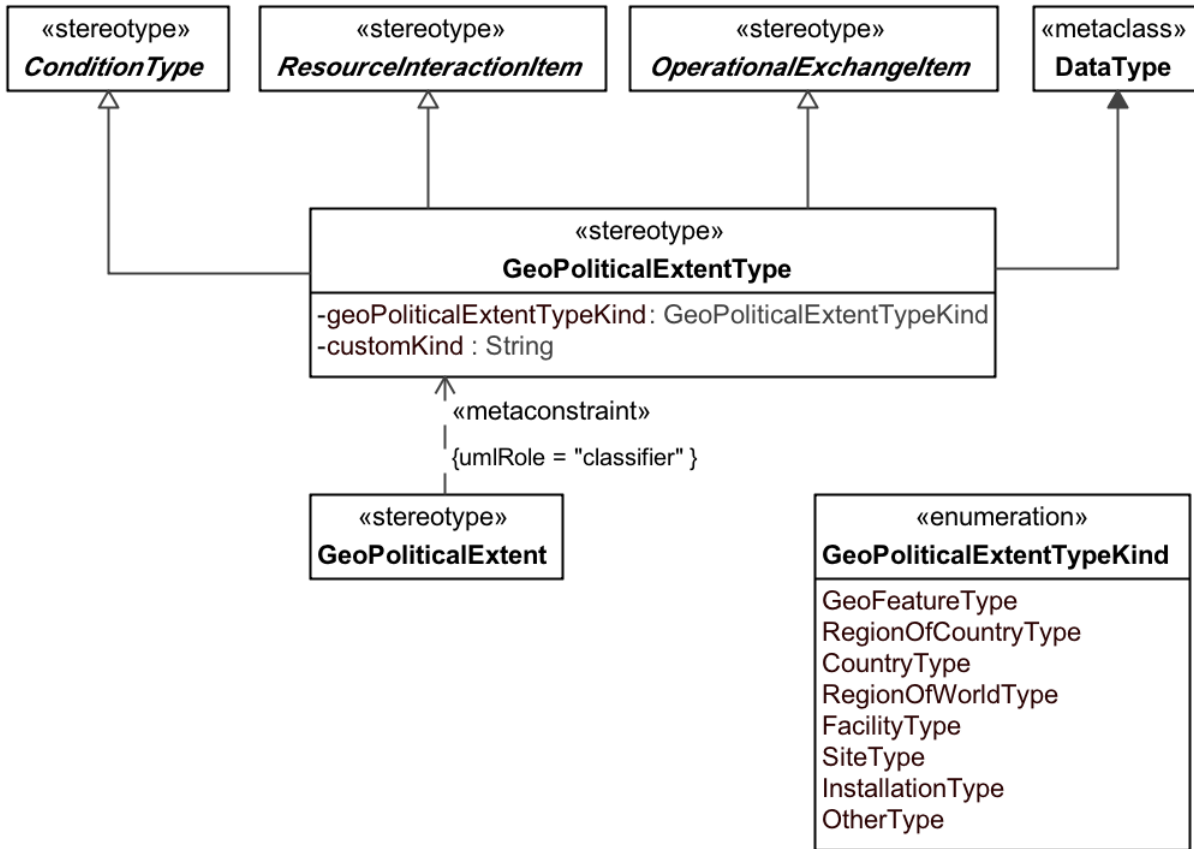 «stereotype»
ConditionType
«stereotype»
ResourceInteractionItem
«stereotype»
OperationalExchangeItem
«metaclass»
DataType
«stereotype»
GeoPoliticalExtentType
-geoPoliticalExtentTypeKind: GeoPoliticalExtentTypeKind
-customKind : String
«metaconstraint»
{umlRole = "classifier" }
«stereotype»
GeoPoliticalExtent
«enumeration»
GeoPoliticalExtentTypeKind
GeoFeatureType
RegionOfCountryType
CountryType
RegionOfWorldType
FacilityType
SiteType
InstallationType
OtherType